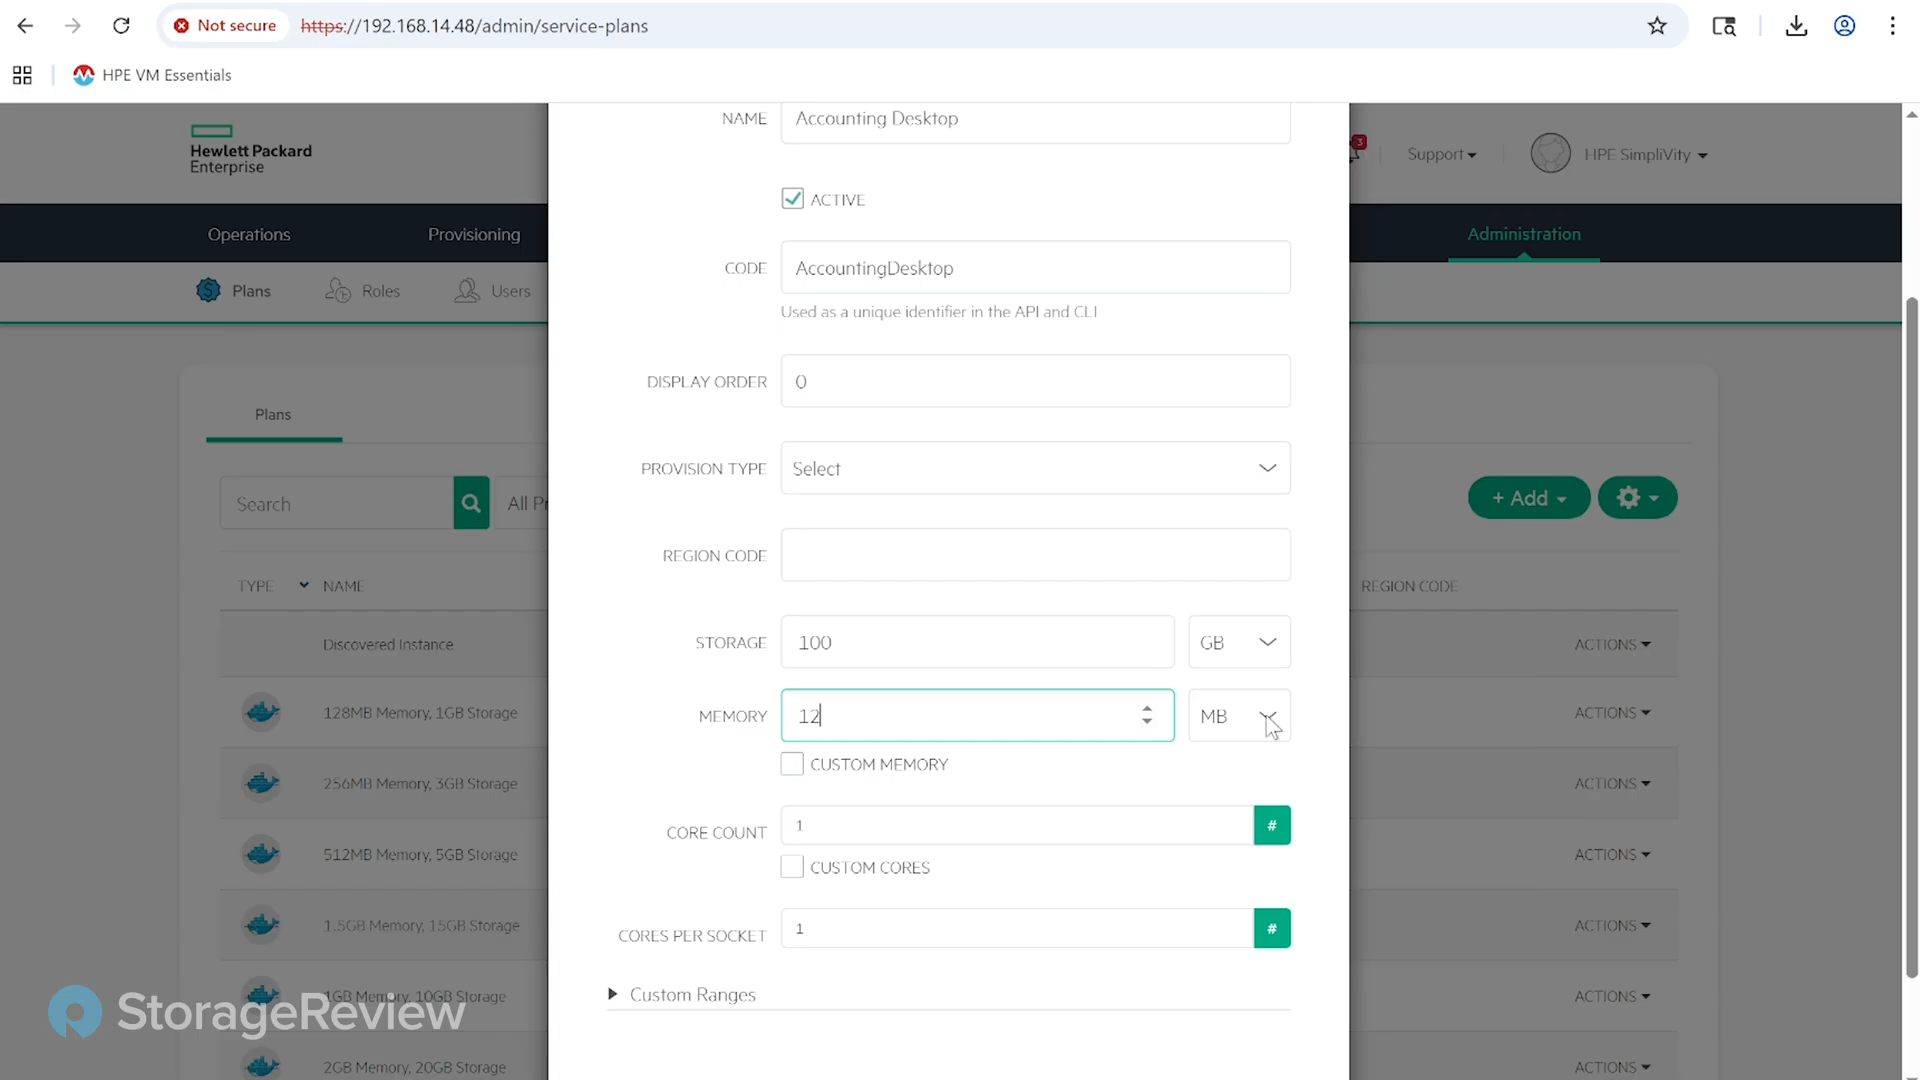 Not secure
https://192.168.14.48/admin/service-plans
HPE VM Essentials
Hewlett Packard
Enterprise
3
Support
HPE SimpliVity
Operations
Provisioning
Administration
Plans
Roles
Users
Plans
Search
All Pr
+ Add
TYPE
NAME
REGION CODE
Discovered Instance
ACTIONS
128MB Memory, 1GB Storage
ACTIONS
256MB Memory, 3GB Storage
ACTIONS
512MB Memory, 5GB Storage
ACTIONS
1.5GB Memory, 15GB Storage
ACTIONS
1GB Memory, 10GB Storage
ACTIONS
2GB Memory, 20GB Storage
ACTIONS
NAME
Accounting Desktop
ACTIVE
CODE
AccountingDesktop
Used as a unique identifier in the API and CLI
DISPLAY ORDER
0
PROVISION TYPE
Select
REGION CODE
STORAGE
100
GB
MEMORY
12
MB
CUSTOM MEMORY
CORE COUNT
1
#
CUSTOM CORES
CORES PER SOCKET
1
#
Custom Ranges
StorageReview